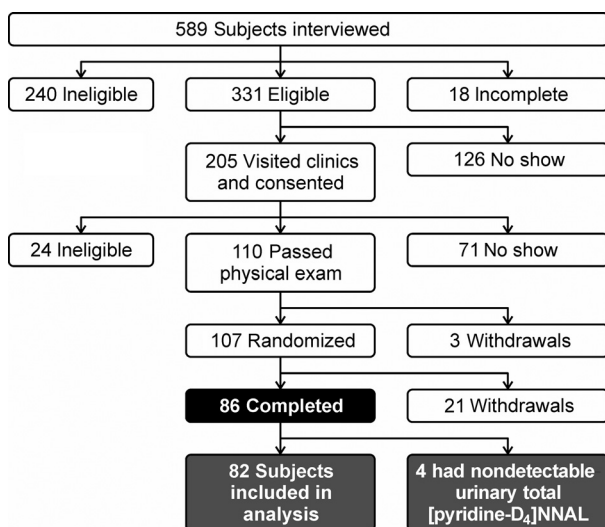 589 Subjects interviewed
240 Ineligible
331 Eligible
18 Incomplete
205 Visited clinics
and consented
126 No show
24 Ineligible
110 Passed
physical exam
71 No show
107 Randomized
3 Withdrawals
86 Completed
21 Withdrawals
82 Subjects
included in
analysis
4 had nondetectable
urinary total
[pyridine-D₄]NNAL